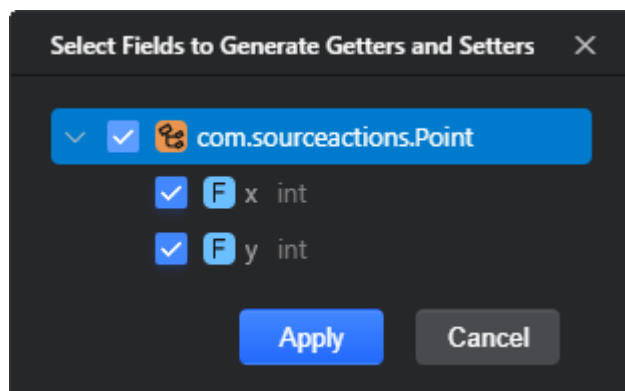 Select Fields to Generate Getters and Setters
com.sourceactions.Point
F x int
F y int
Apply Cancel